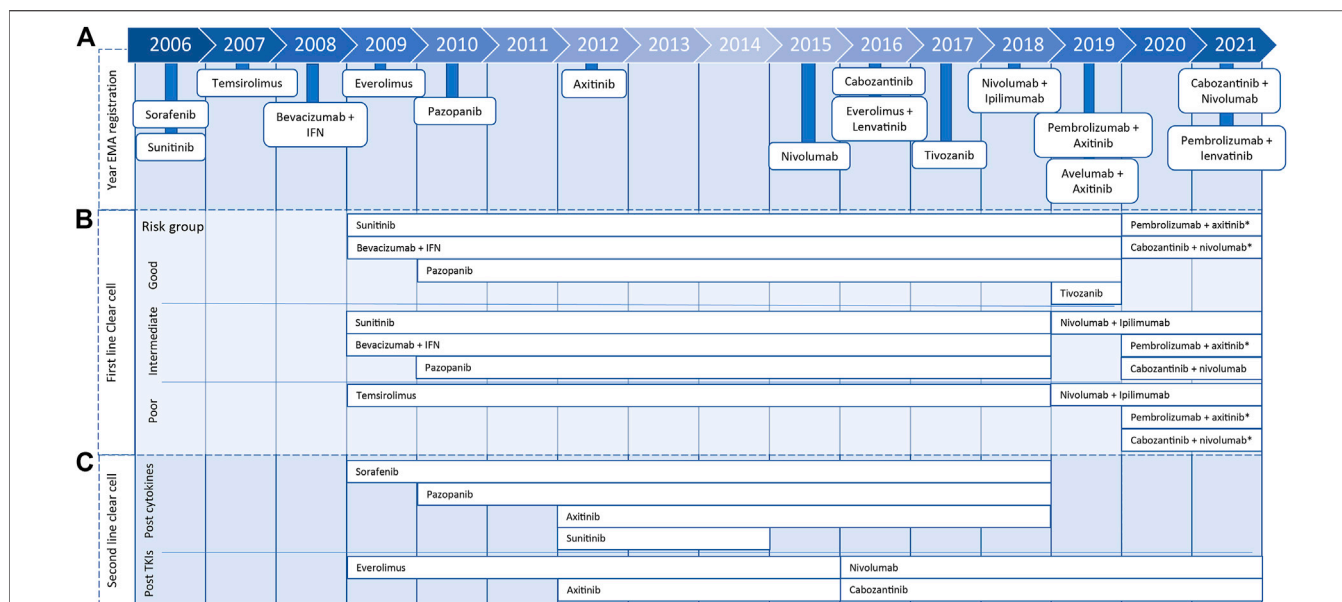 A
2006 2007 2008 2009 2010 2011 2012 2013 2014 2015 2016 2017 2018 2019 2020 2021
Year EMA registration
Sorafenib
Sunitinib
Temsirolimus
Bevacizumab +
IFN
Everolimus
Pazopanib
Axitinib
Nivolumab
Cabozantinib
Everolimus +
Lenvatinib
Tivozanib
Nivolumab +
Ipilimumab
Pembrolizumab +
Axitinib
Avelumab +
Axitinib
Cabozantinib +
Nivolumab
Pembrolizumab +
lenvatinib
B
First line Clear cell
Risk group
Good
Sunitinib
Pembrolizumab + axitinib*
Bevacizumab + IFN
Cabozantinib + nivolumab*
Pazopanib
Tivozanib
Intermediate
Sunitinib
Nivolumab + Ipilimumab
Bevacizumab + IFN
Pembrolizumab + axitinib*
Pazopanib
Cabozantinib + nivolumab
Poor
Temsirolimus
Nivolumab + Ipilimumab
Pembrolizumab + axitinib*
Cabozantinib + nivolumab*
C
Second line clear cell
Post cytokines
Sorafenib
Pazopanib
Axitinib
Sunitinib
Post TKIs
Everolimus
Nivolumab
Axitinib
Cabozantinib